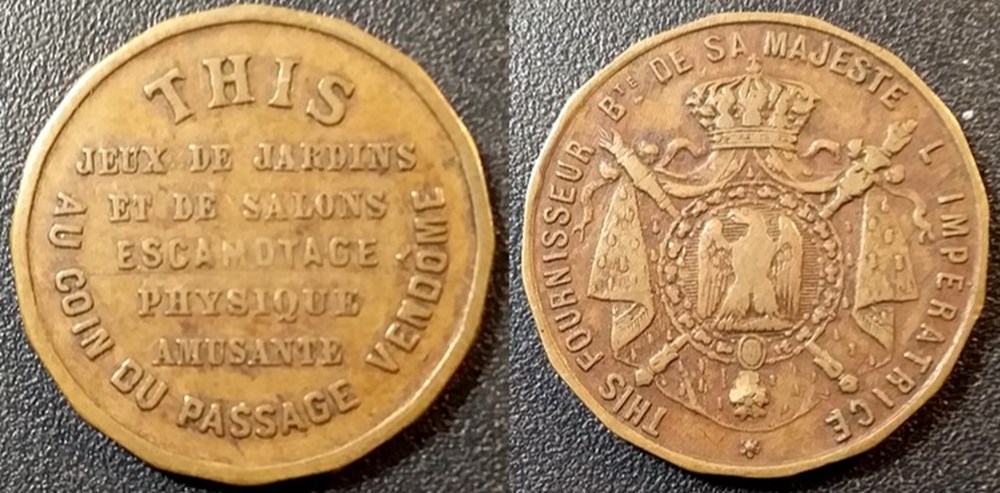 THIS
JEUX DE JARDINS
ET DE SALONS
ESCAMOTAGE
PHYSIQUE
AMUSANTE
AU COIN DU PASSAGE VENDÔME
THIS FOURNISSEUR BTÉ DE SA MAJESTE L IMPERATRICE